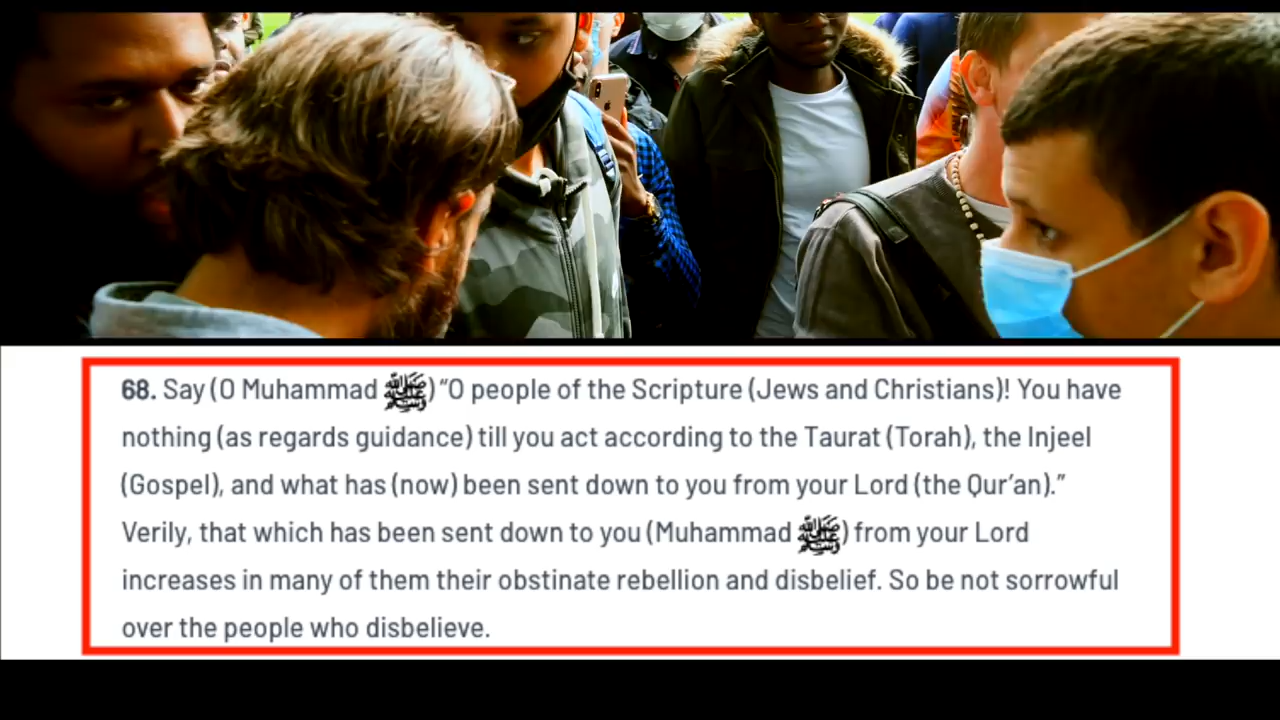 68. Say (O Muhammad ﷺ) “O people of the Scripture (Jews and Christians)! You have
nothing (as regards guidance) till you act according to the Taurat (Torah), the Injeel
(Gospel), and what has (now) been sent down to you from your Lord (the Qur’an).”
Verily, that which has been sent down to you (Muhammad ﷺ) from your Lord
increases in many of them their obstinate rebellion and disbelief. So be not sorrowful
over the people who disbelieve.